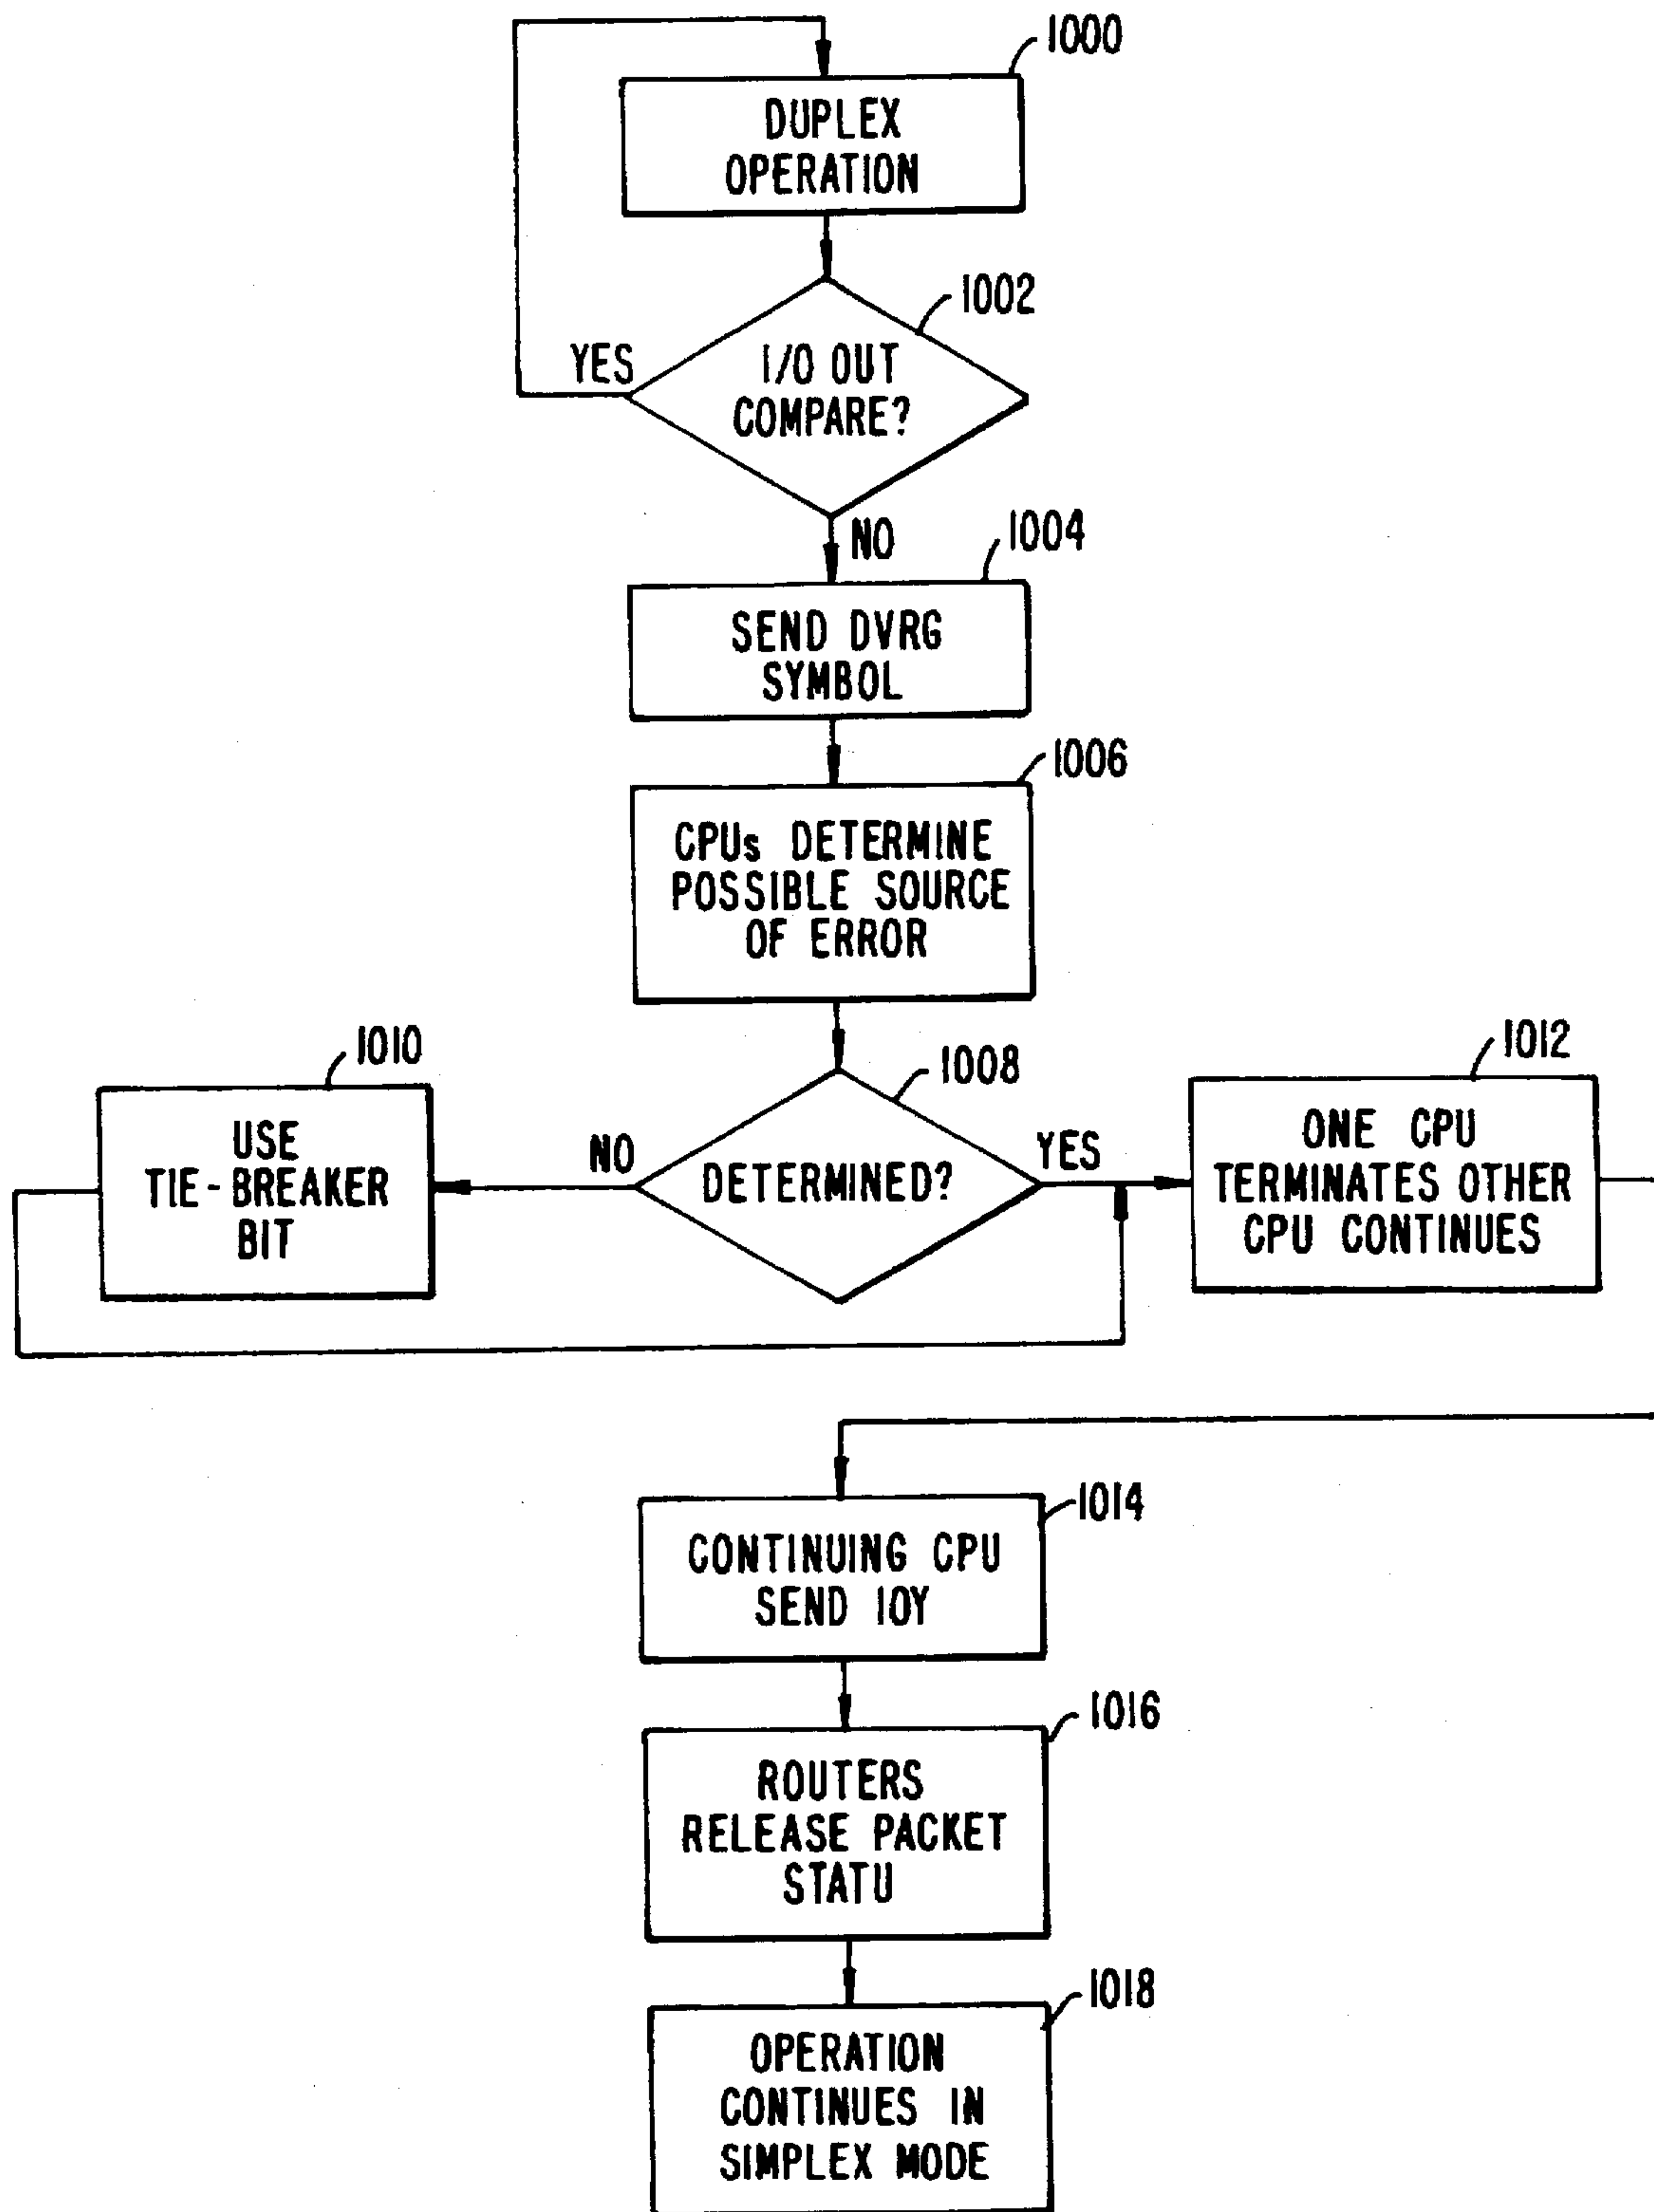 1000
DUPLEX
OPERATION
1002
YES
I/O OUT
COMPARE?
NO
1004
SEND DVRG
SYMBOL
1006
CPUs DETERMINE
POSSIBLE SOURCE
OF ERROR
1008
DETERMINED?
NO
YES
1010
USE
TIE-BREAKER
BIT
1012
ONE CPU
TERMINATES OTHER
CPU CONTINUES
1014
CONTINUING CPU
SEND IOY
1016
ROUTERS
RELEASE PACKET
STATU
1018
OPERATION
CONTINUES IN
SIMPLEX MODE